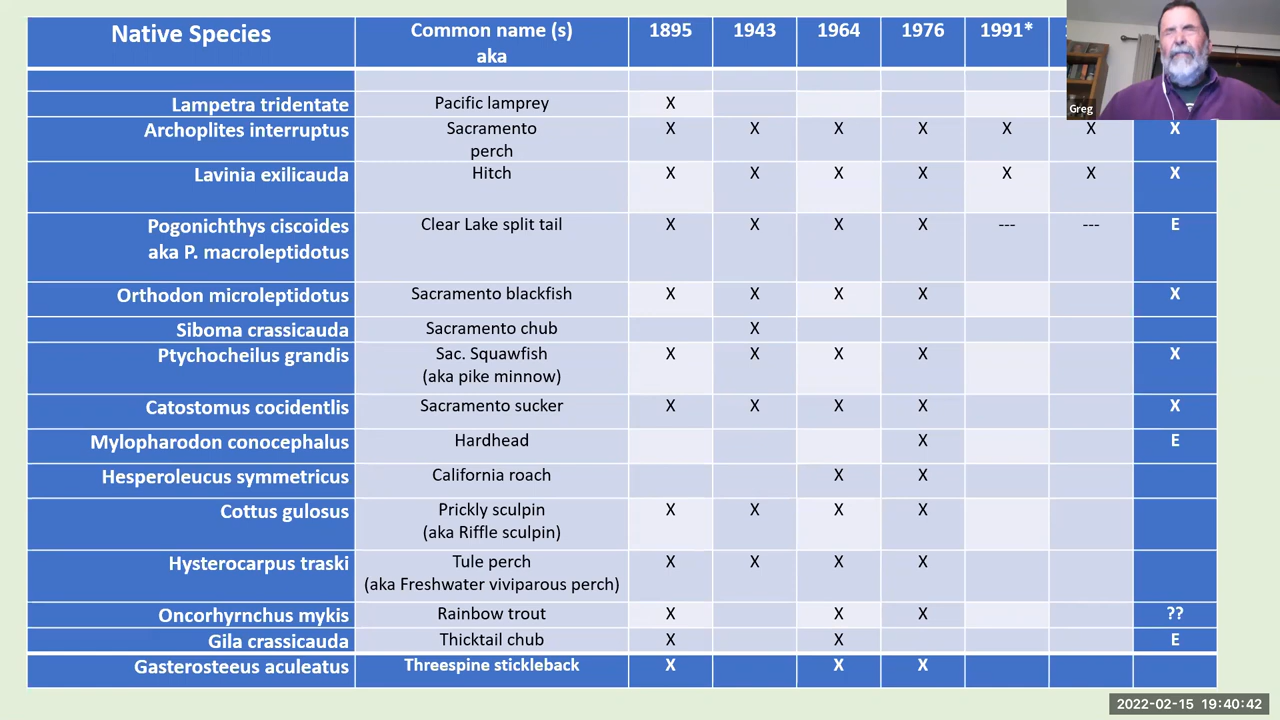 Native Species Common name (s) 1895 1943 1964 1976 1991*
aka
Lampetra tridentate Pacific lamprey X
Archoplites interruptus Sacramento X X X X X X X
perch
Lavinia exilicauda Hitch X X X X X X X
Pogonichthys ciscoides Clear Lake split tail X X X X --- --- E
aka P. macroleptidotus
Orthodon microleptidotus Sacramento blackfish X X X X X
Siboma crassicauda Sacramento chub X
Ptychocheilus grandis Sac. Squawfish X X X X X
(aka pike minnow)
Catostomus cocidentlis Sacramento sucker X X X X X
Mylopharodon conocephalus Hardhead X E
Hesperoleucus symmetricus California roach X X
Cottus gulosus Prickly sculpin X X X X
(aka Riffle sculpin)
Hysterocarpus traski Tule perch X X X X
(aka Freshwater viviparous perch)
Oncorhyrnchus mykis Rainbow trout X X X ??
Gila crassicauda Thicktail chub X X E
Gasterosteeus aculeatus Threespine stickleback X X X
Greg
2022-02-15 19:40:42